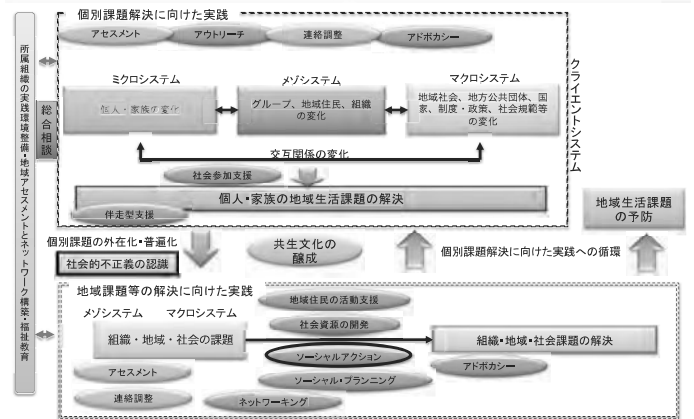 個別課題解決に向けた実践
アセスメント
アウトリーチ
連絡調整
アドボカシー
所属組織の実践環境整備・地域アセスメントとネットワーク構築・福祉教育
総合相談
クライエントシステム
ミクロシステム
メゾシステム
マクロシステム
個人・家族の変化
グループ、地域住民、組織
の変化
地域社会、地方公共団体、国
家、制度・政策、社会規範等
の変化
交互関係の変化
社会参加支援
個人・家族の地域生活課題の解決
伴走型支援
地域生活課題
の予防
個別課題の外在化・普遍化
社会的不正義の認識
共生文化の
醸成
個別課題解決に向けた実践への循環
地域課題等の解決に向けた実践
地域住民の活動支援
メゾシステム
マクロシステム
社会資源の開発
組織・地域・社会の課題
組織・地域・社会課題の解決
ソーシャルアクション
アセスメント
アドボカシー
ソーシャル・プランニング
連絡調整
ネットワーキング